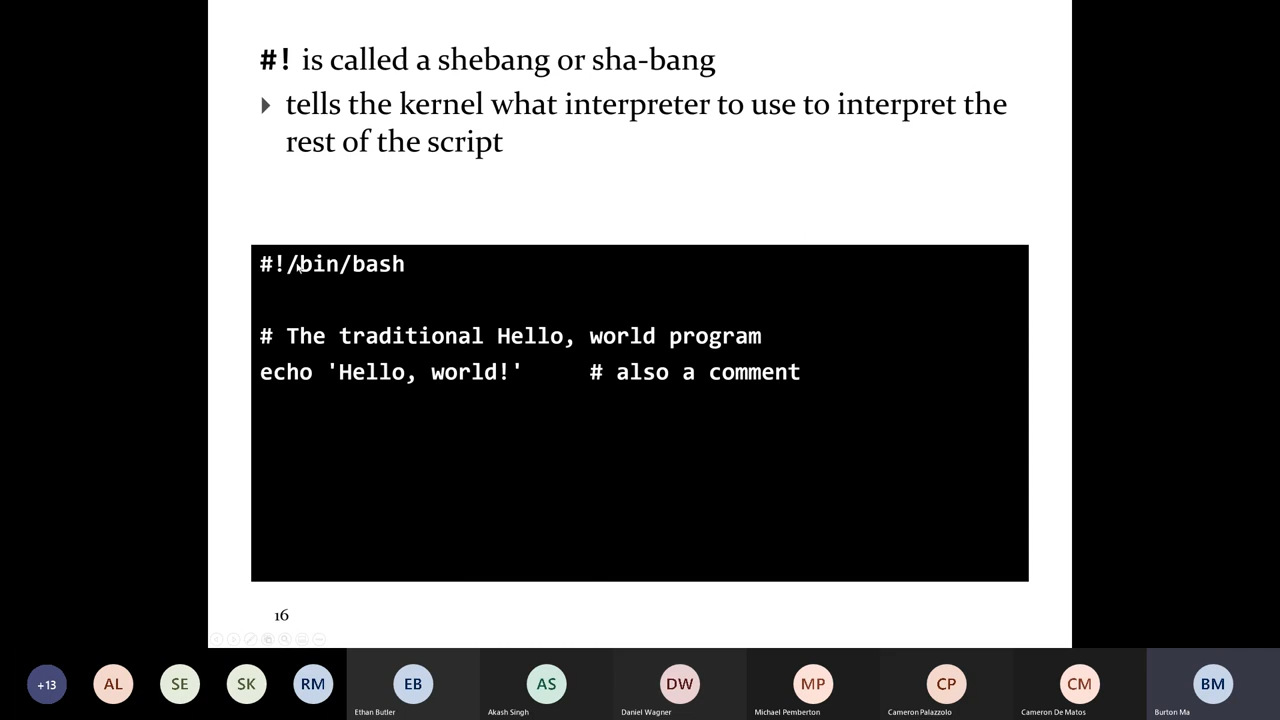 #! is called a shebang or sha-bang
tells the kernel what interpreter to use to interpret the
rest of the script
#!/bin/bash
# The traditional Hello, world program
echo 'Hello, world!' # also a comment
16
+13 AL SE SK RM EB AS DW MP CP CM BM
Ethan Butler Akash Singh Daniel Wagner Michael Pemberton Cameron Palazzolo Cameron De Matos Burton Ma